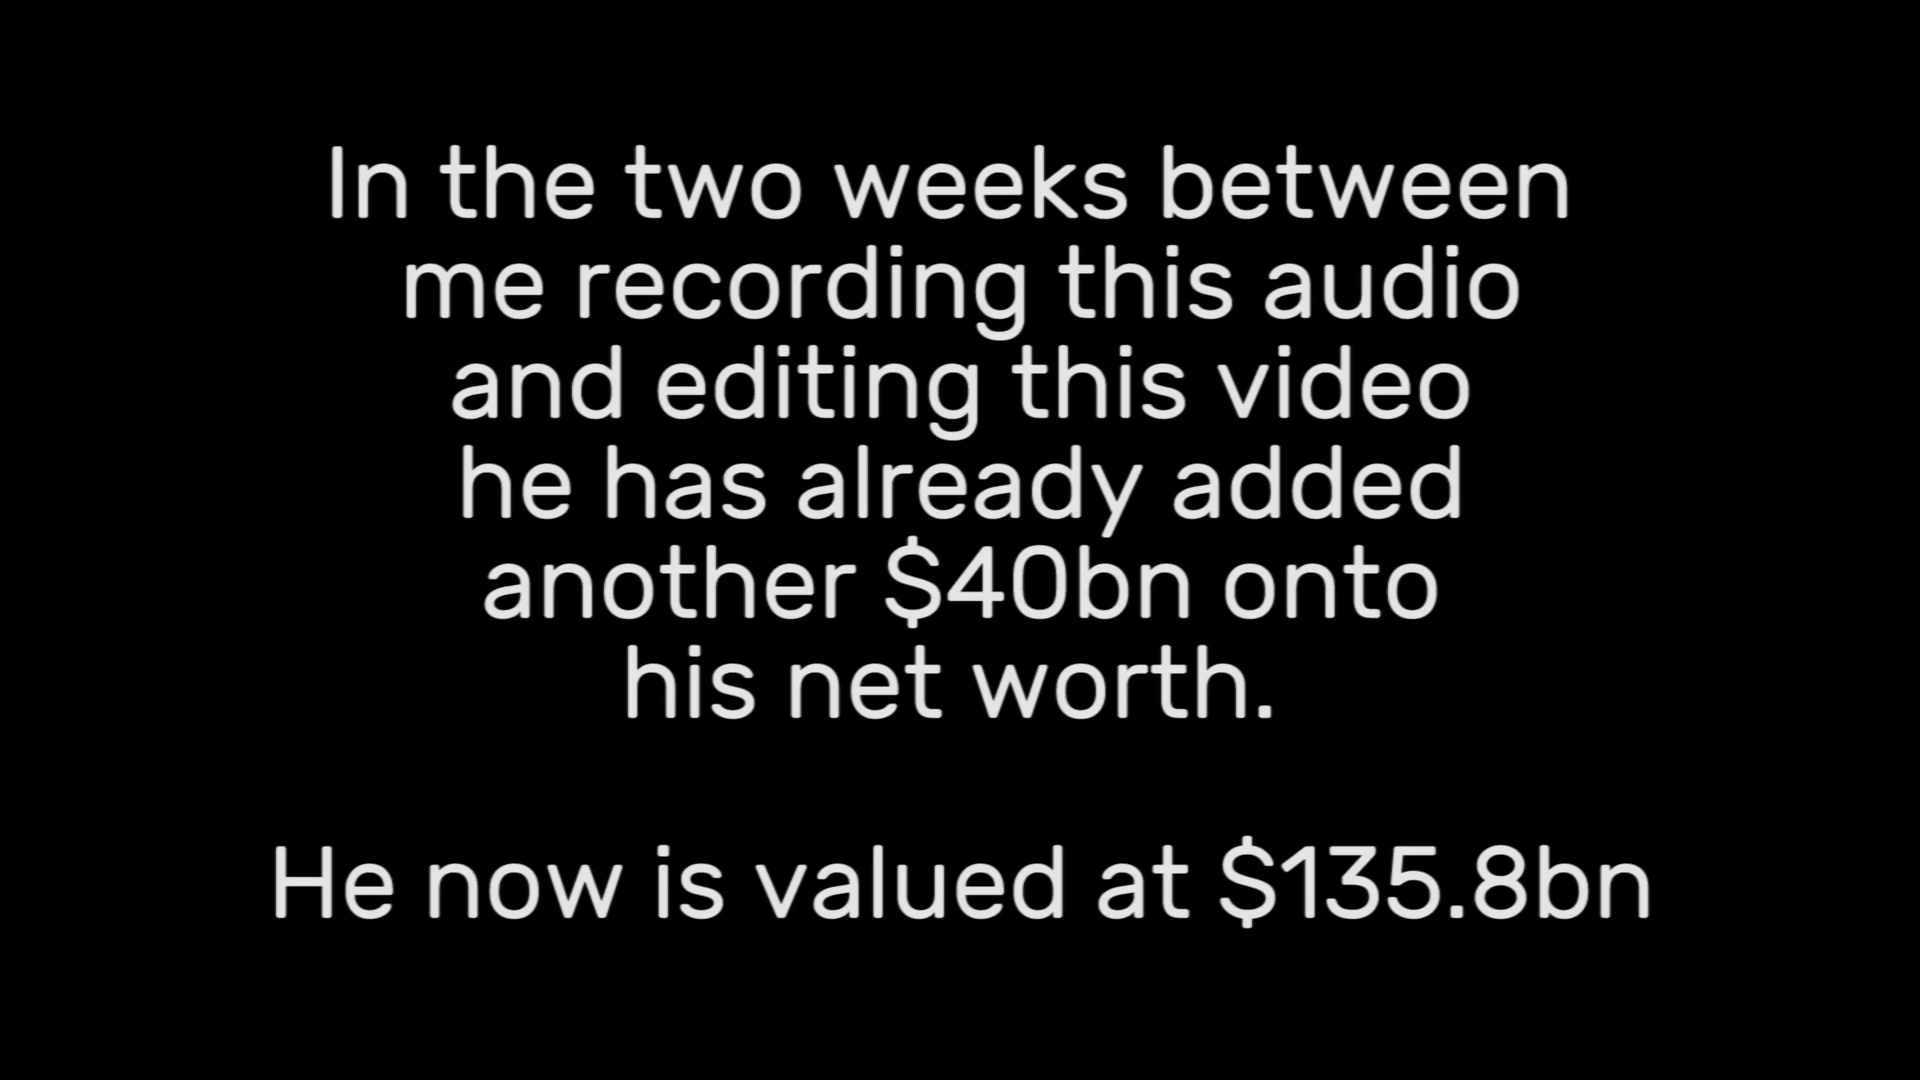 In the two weeks between
me recording this audio
and editing this video
he has already added
another $40bn onto
his net worth.
He now is valued at $135.8bn